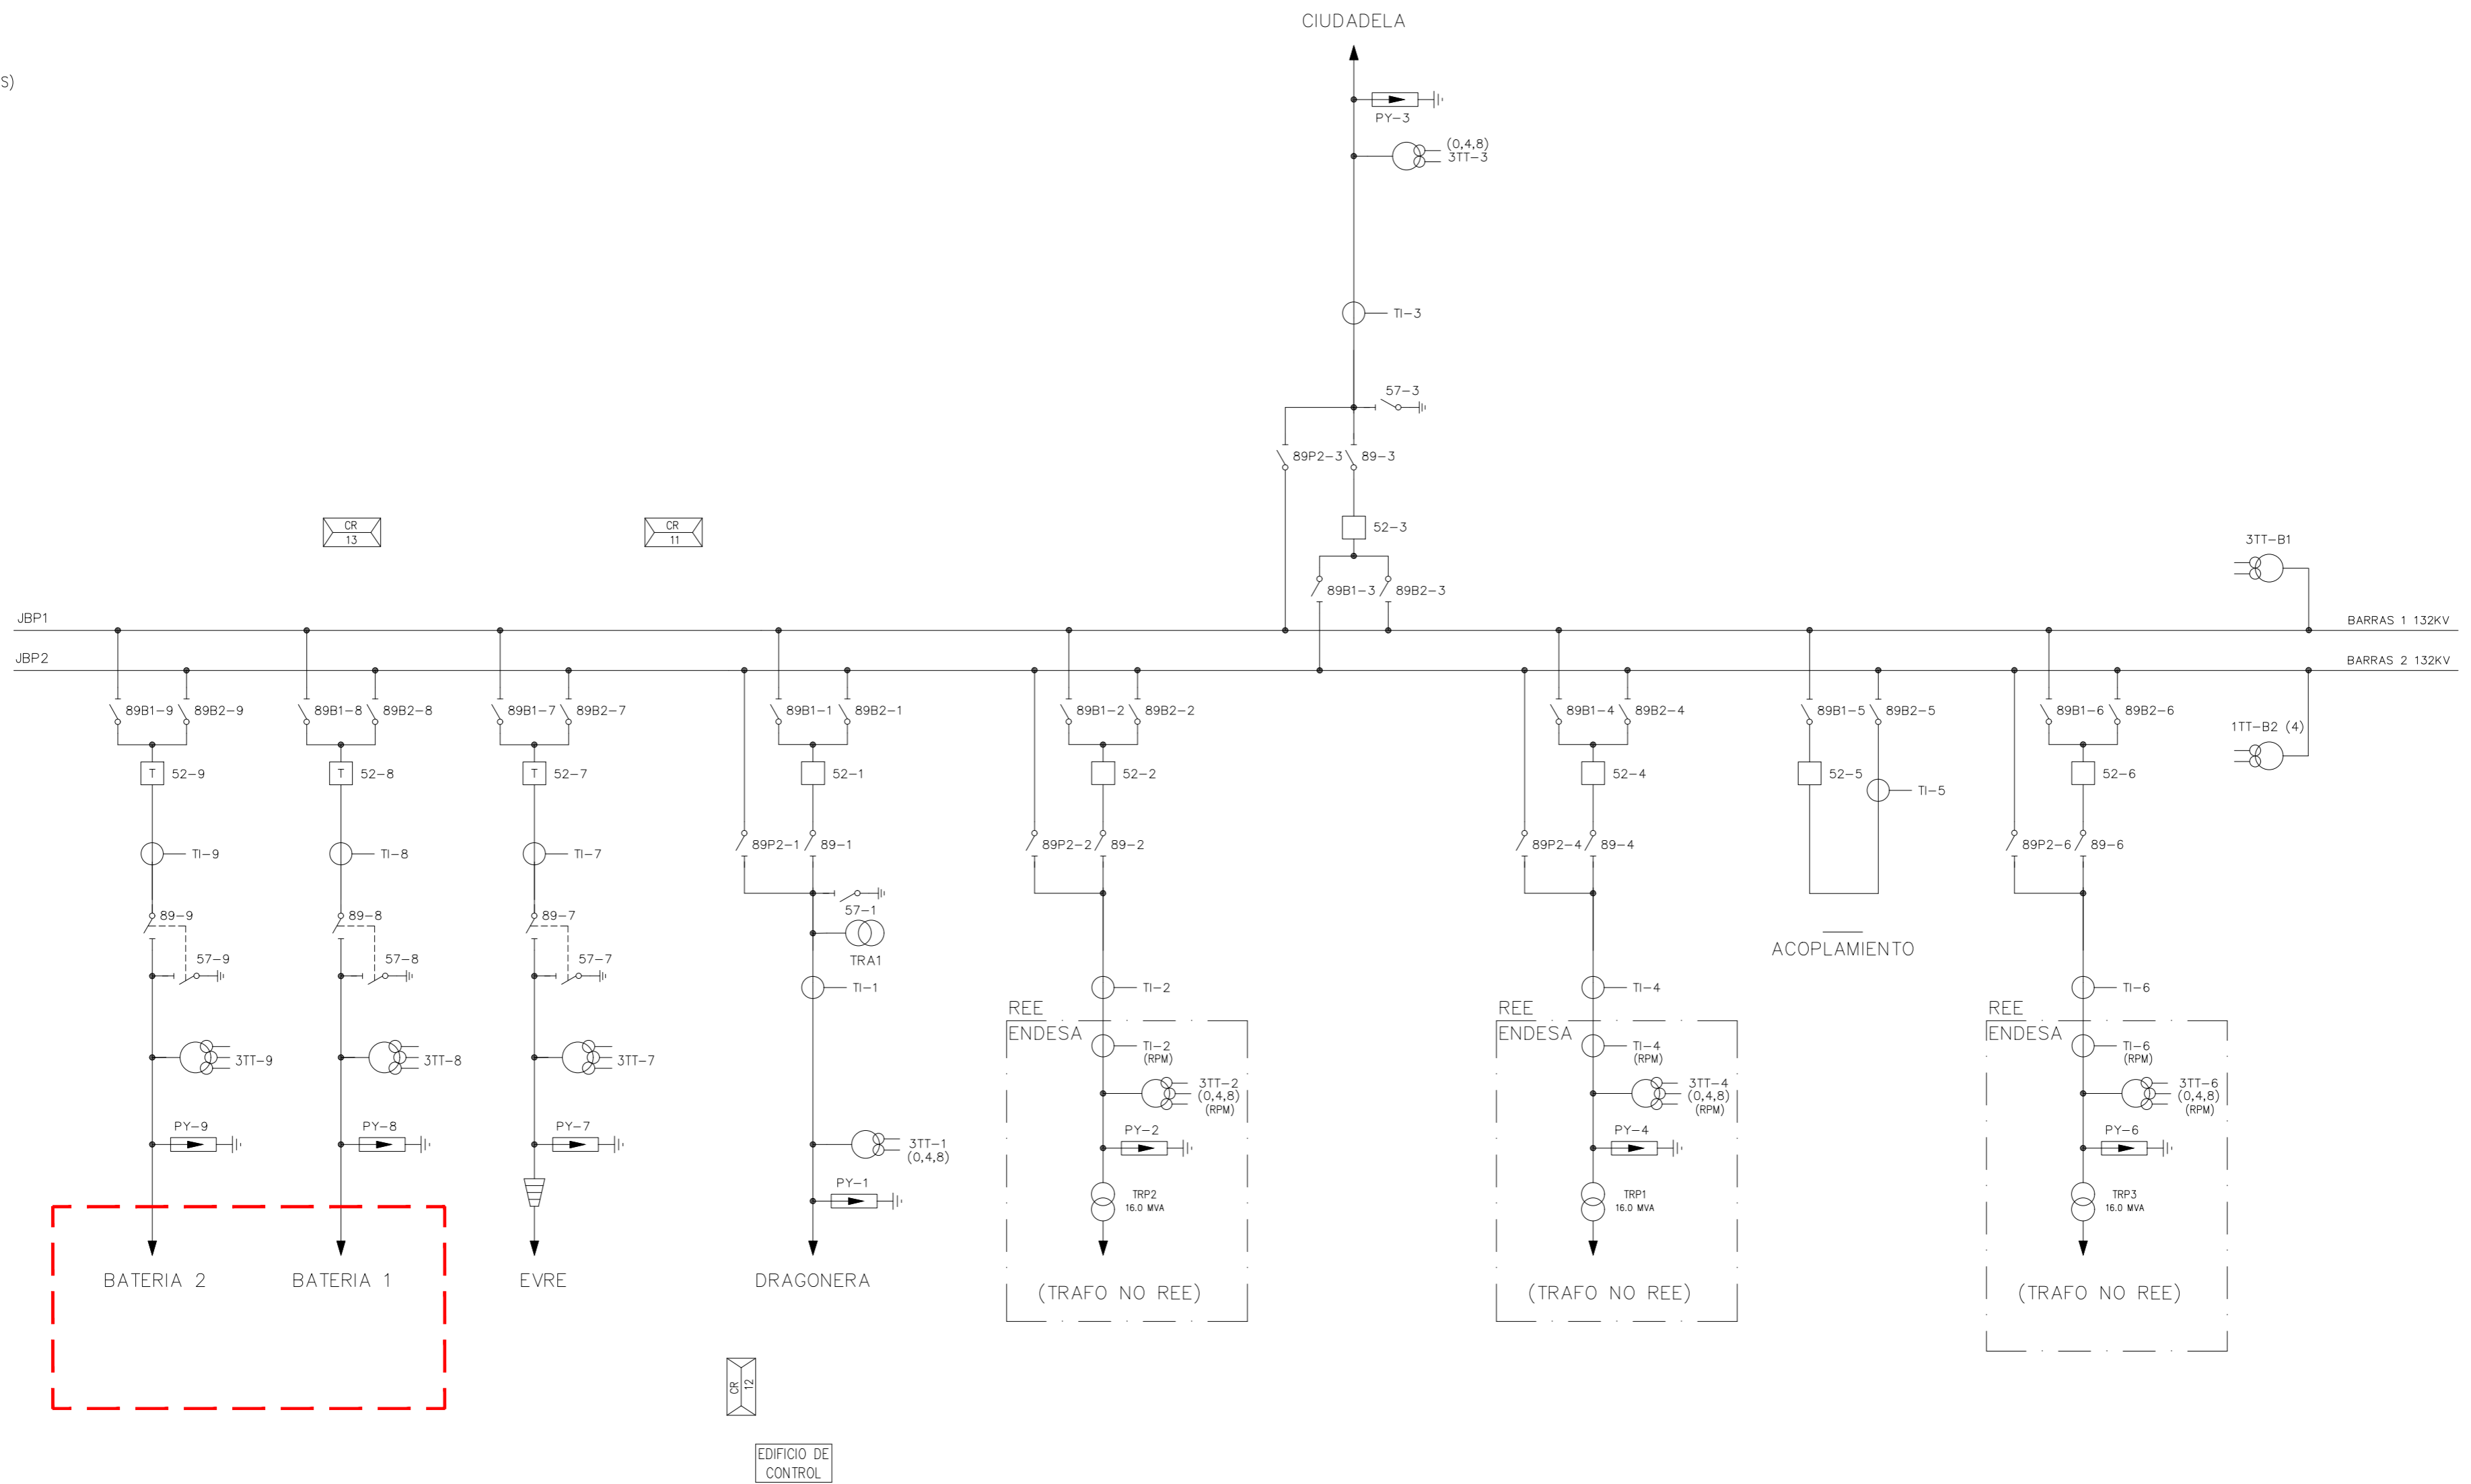 CIUDADELA
S)
PY-3
(0,4,8)
3TT-3
TI-3
57-3
89P2-3
89-3
CR
13
CR
11
52-3
3TT-B1
89B1-3
89B2-3
JBP1
BARRAS 1 132KV
JBP2
BARRAS 2 132KV
89B1-9
89B2-9
89B1-8
89B2-8
89B1-7
89B2-7
89B1-1
89B2-1
89B1-2
89B2-2
89B1-4
89B2-4
89B1-5
89B2-5
89B1-6
89B2-6
1TT-B2 (4)
T
52-9
T
52-8
T
52-7
52-1
52-2
52-4
52-5
52-6
TI-5
89P2-1
89-1
89P2-2
89-2
89P2-4
89-4
89P2-6
89-6
TI-9
TI-8
TI-7
89-9
89-8
89-7
57-1
57-9
57-8
57-7
TRA1
ACOPLAMIENTO
TI-1
TI-2
TI-4
TI-6
REE
REE
REE
ENDESA
ENDESA
ENDESA
TI-2
(RPM)
TI-4
(RPM)
TI-6
(RPM)
3TT-9
3TT-8
3TT-7
3TT-2
(0,4,8)
(RPM)
3TT-4
(0,4,8)
(RPM)
3TT-6
(0,4,8)
(RPM)
PY-9
PY-8
PY-7
3TT-1
(0,4,8)
PY-2
PY-4
PY-6
PY-1
TRP2
16.0 MVA
TRP1
16.0 MVA
TRP3
16.0 MVA
BATERIA 2
BATERIA 1
EVRE
DRAGONERA
(TRAFO NO REE)
(TRAFO NO REE)
(TRAFO NO REE)
CR
12
EDIFICIO DE
CONTROL